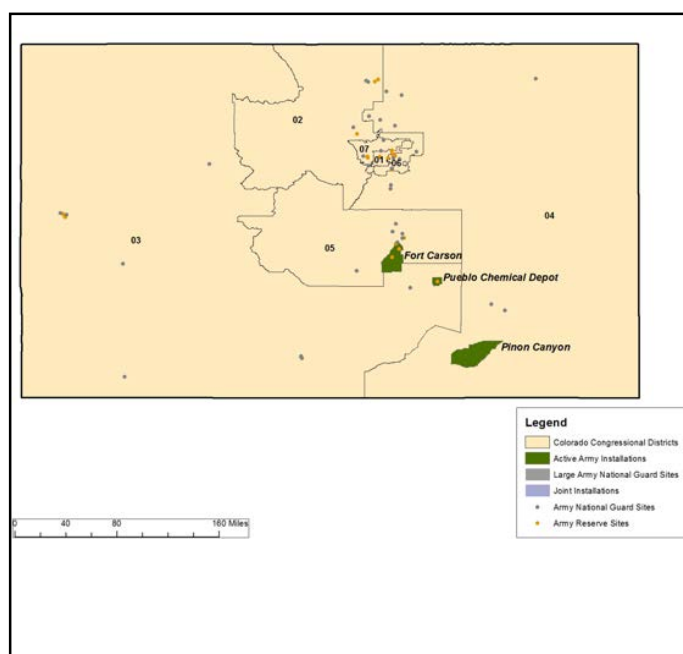 02
07
01
06
03
05
04
Fort Carson
Pueblo Chemical Depot
Pinon Canyon
Legend
Colorado Congressional Districts
Active Army Installations
Large Army National Guard Sites
Joint Installations
Army National Guard Sites
Army Reserve Sites
0 40 80 160 Miles